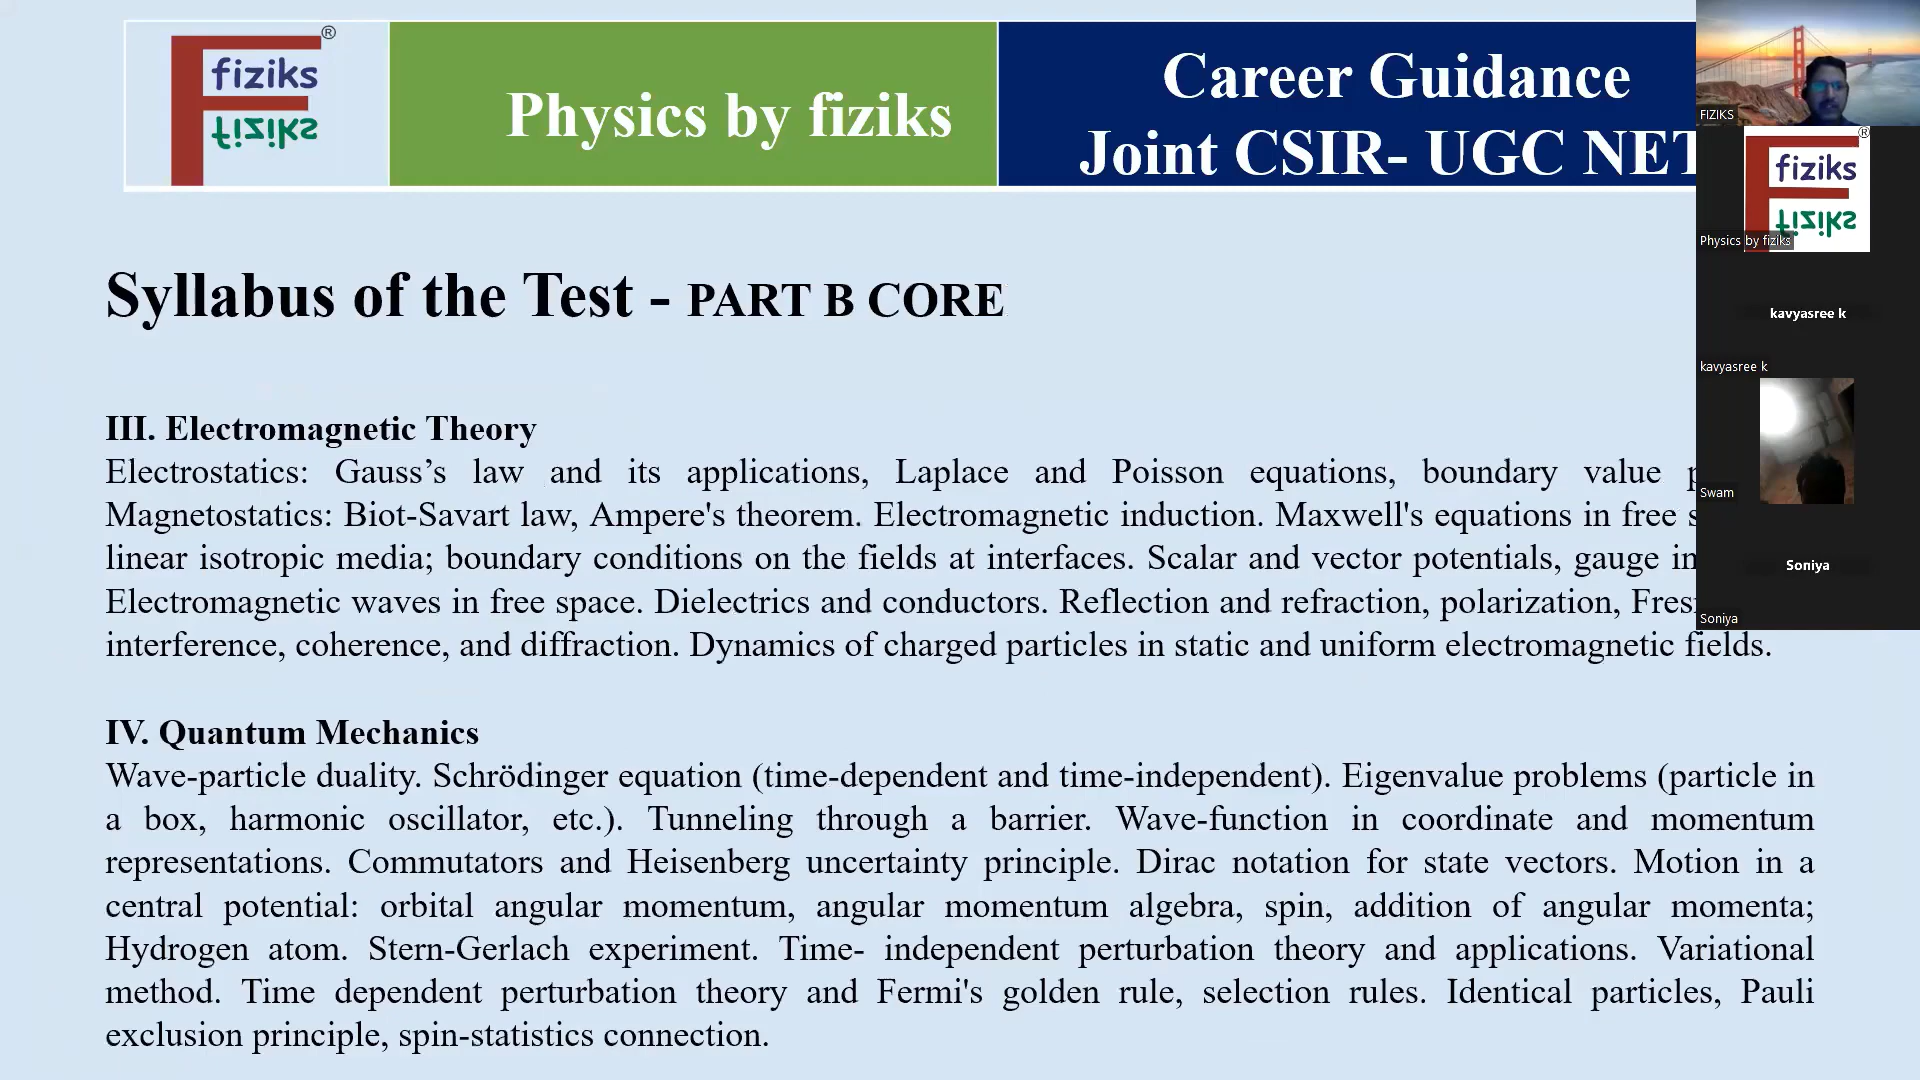 fiziks
fiziks
®
Physics by fiziks
Career Guidance
Joint CSIR- UGC NET
FIZIKS
fiziks
fiziks
®
Physics by fiziks
kavyasree k
kavyasree k
Swam
Soniya
Soniya
Syllabus of the Test - PART B CORE
III. Electromagnetic Theory
Electrostatics: Gauss’s law and its applications, Laplace and Poisson equations, boundary value
Magnetostatics: Biot-Savart law, Ampere's theorem. Electromagnetic induction. Maxwell's equations in free
linear isotropic media; boundary conditions on the fields at interfaces. Scalar and vector potentials, gauge
Electromagnetic waves in free space. Dielectrics and conductors. Reflection and refraction, polarization,
interference, coherence, and diffraction. Dynamics of charged particles in static and uniform electromagnetic fields.
IV. Quantum Mechanics
Wave-particle duality. Schrödinger equation (time-dependent and time-independent). Eigenvalue problems (particle in
a box, harmonic oscillator, etc.). Tunneling through a barrier. Wave-function in coordinate and momentum
representations. Commutators and Heisenberg uncertainty principle. Dirac notation for state vectors. Motion in a
central potential: orbital angular momentum, angular momentum algebra, spin, addition of angular momenta;
Hydrogen atom. Stern-Gerlach experiment. Time- independent perturbation theory and applications. Variational
method. Time dependent perturbation theory and Fermi's golden rule, selection rules. Identical particles, Pauli
exclusion principle, spin-statistics connection.